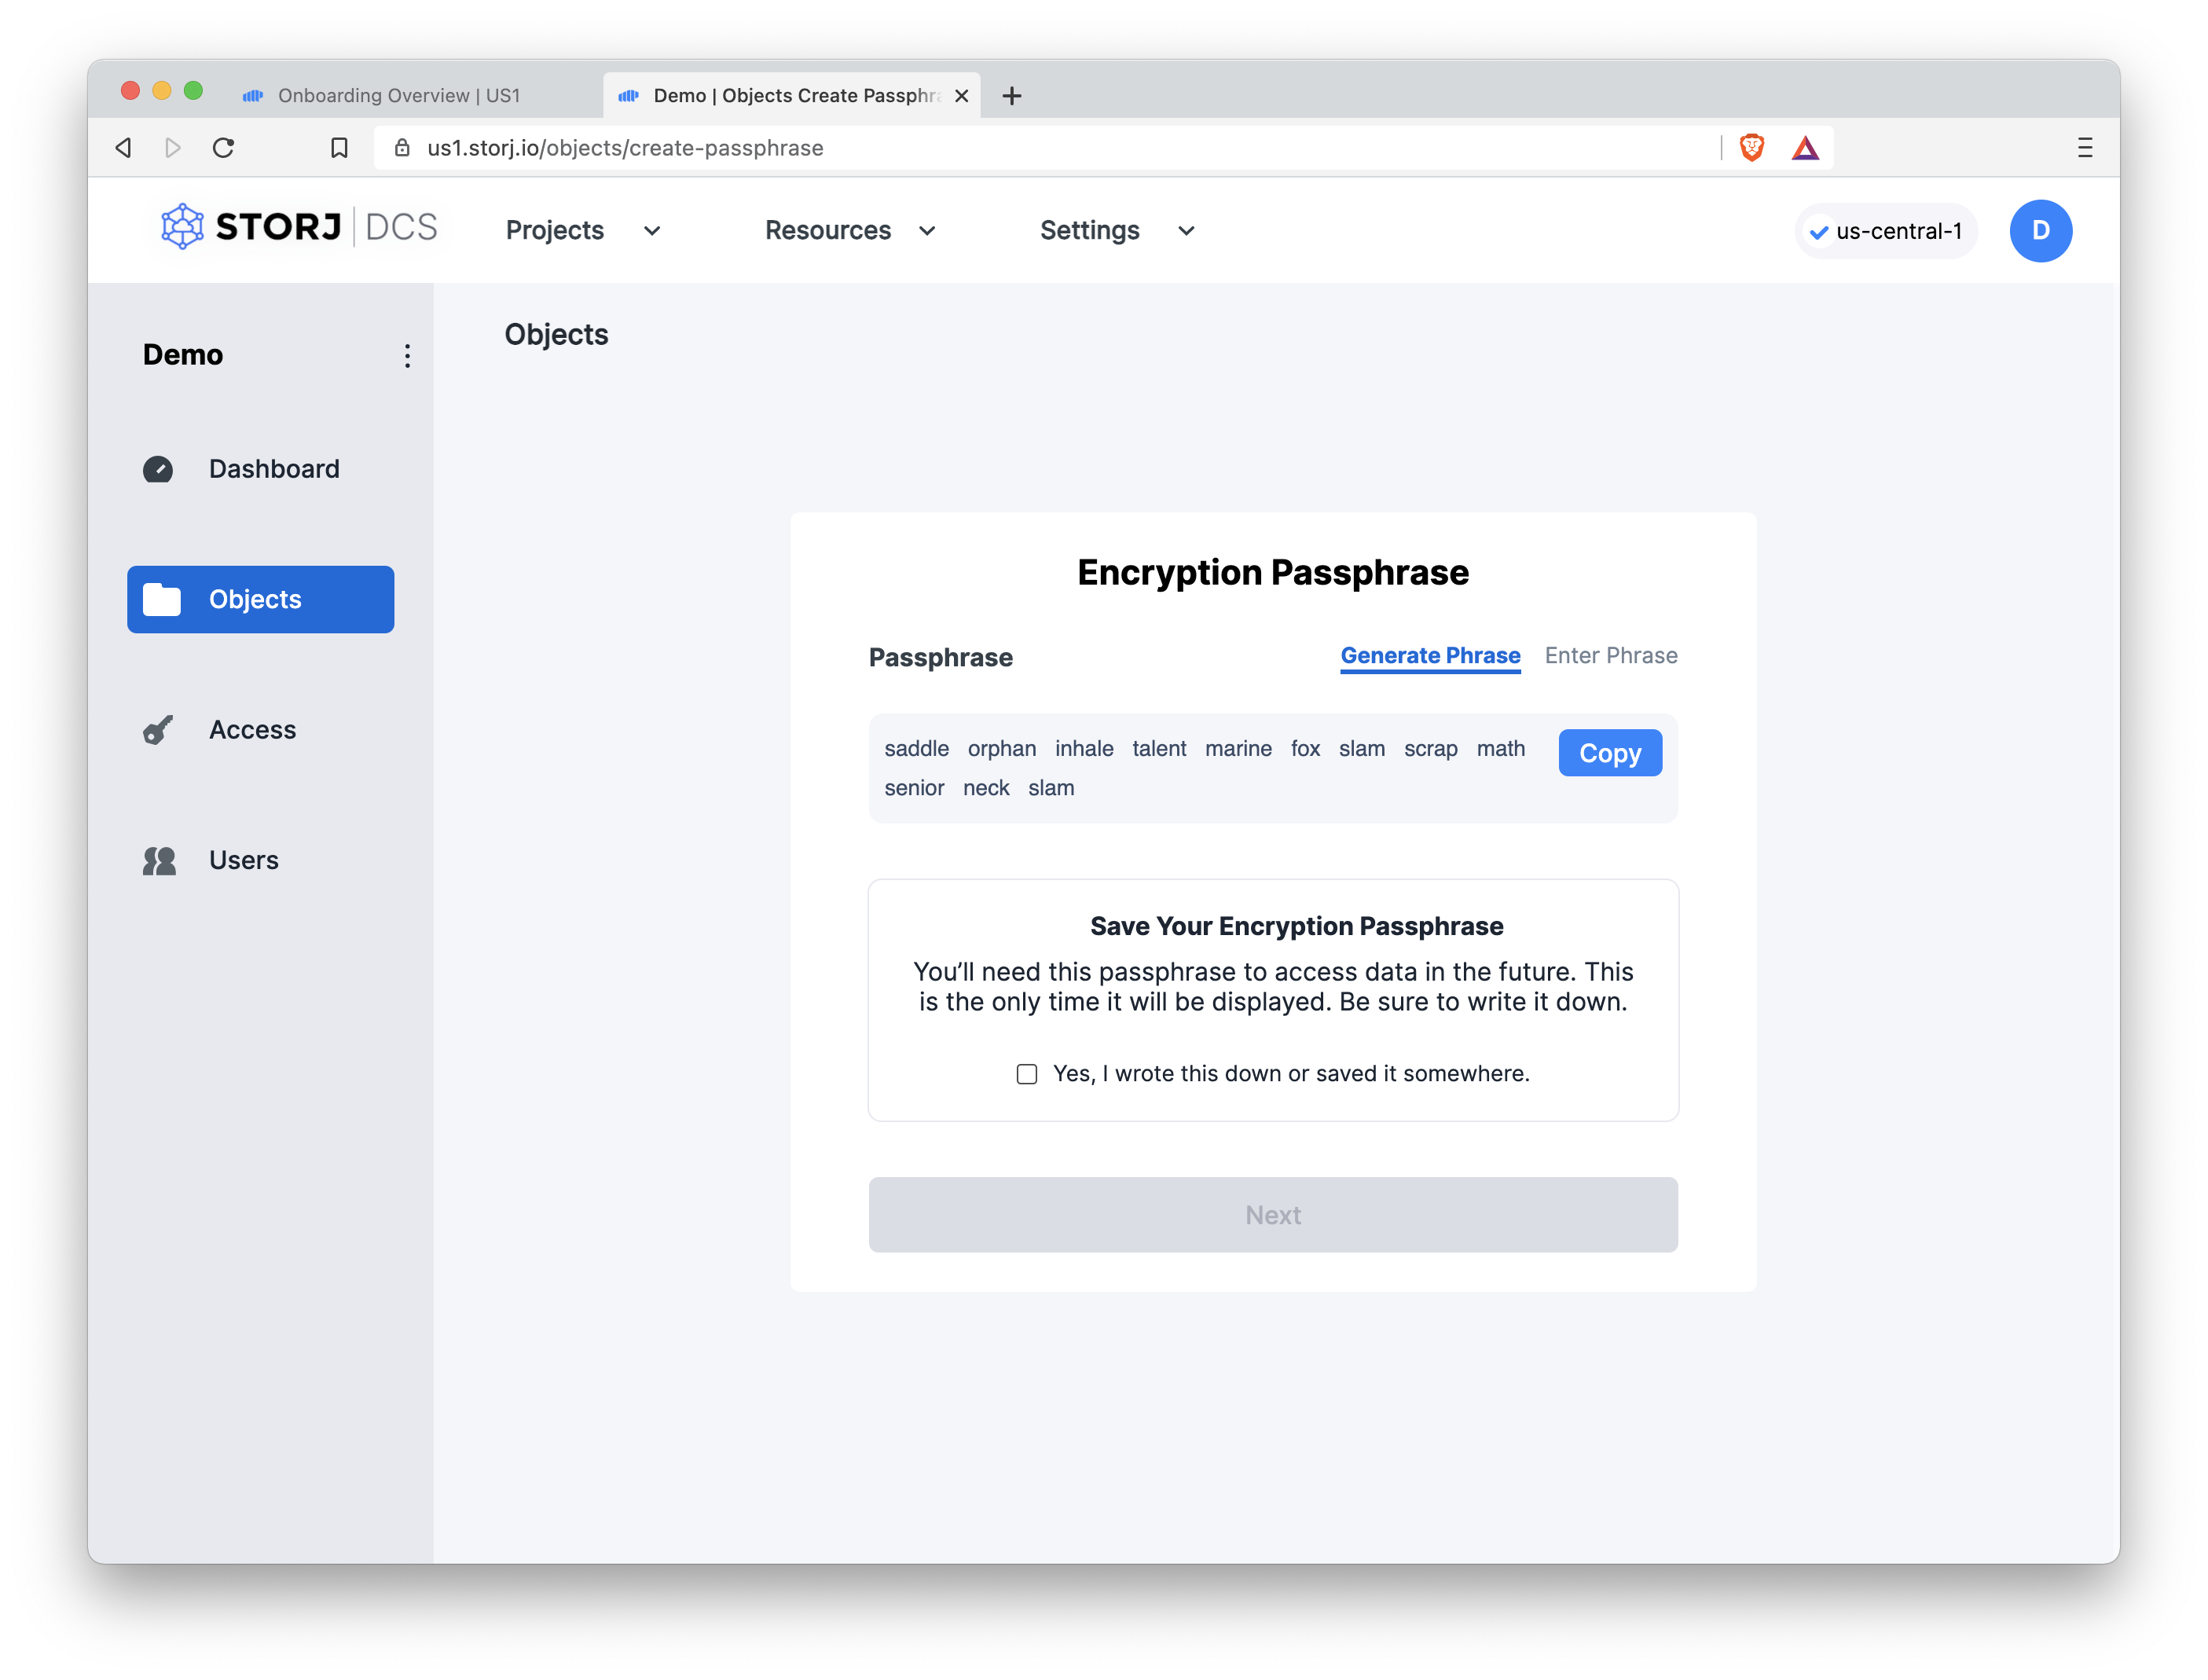 Onboarding Overview | US1
Demo | Objects Create Passphra
us1.storj.io/objects/create-passphrase
STORJ DCS
Projects
Resources
Settings
us-central-1
D
Demo
Dashboard
Objects
Access
Users
Objects
Encryption Passphrase
Passphrase
Generate Phrase
Enter Phrase
saddle orphan inhale talent marine fox slam scrap math
senior neck slam
Copy
Save Your Encryption Passphrase
You’ll need this passphrase to access data in the future. This
is the only time it will be displayed. Be sure to write it down.
Yes, I wrote this down or saved it somewhere.
Next